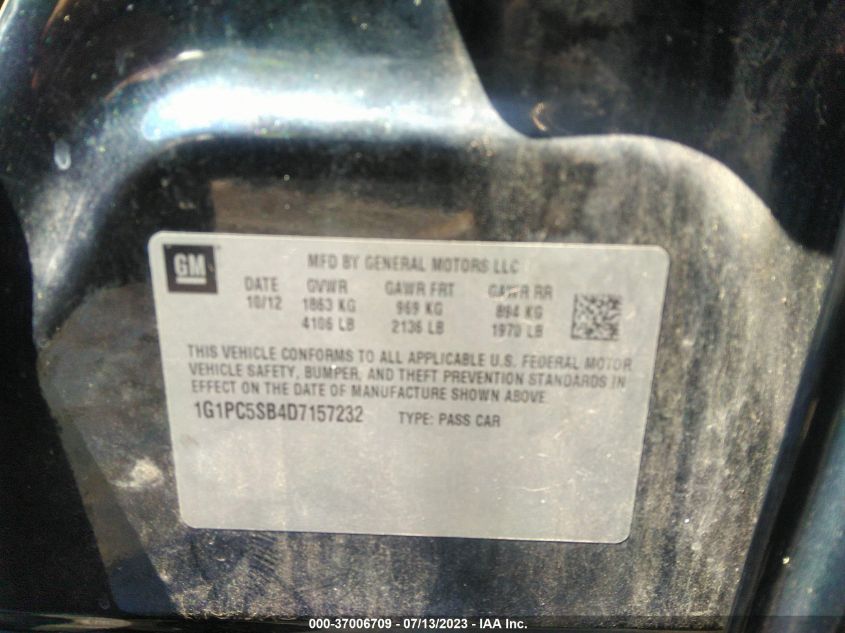 GM
MFD BY GENERAL MOTORS LLC
DATE GVWR GAWR FRT GAWR RR
10/12 1863 KG 969 KG 894 KG
4106 LB 2136 LB 1970 LB
THIS VEHICLE CONFORMS TO ALL APPLICABLE U.S. FEDERAL MOTOR
VEHICLE SAFETY, BUMPER, AND THEFT PREVENTION STANDARDS IN
EFFECT ON THE DATE OF MANUFACTURE SHOWN ABOVE.
1G1PC5SB4D7157232 TYPE: PASS CAR
000-37006709 - 07/13/2023 - IAA Inc.